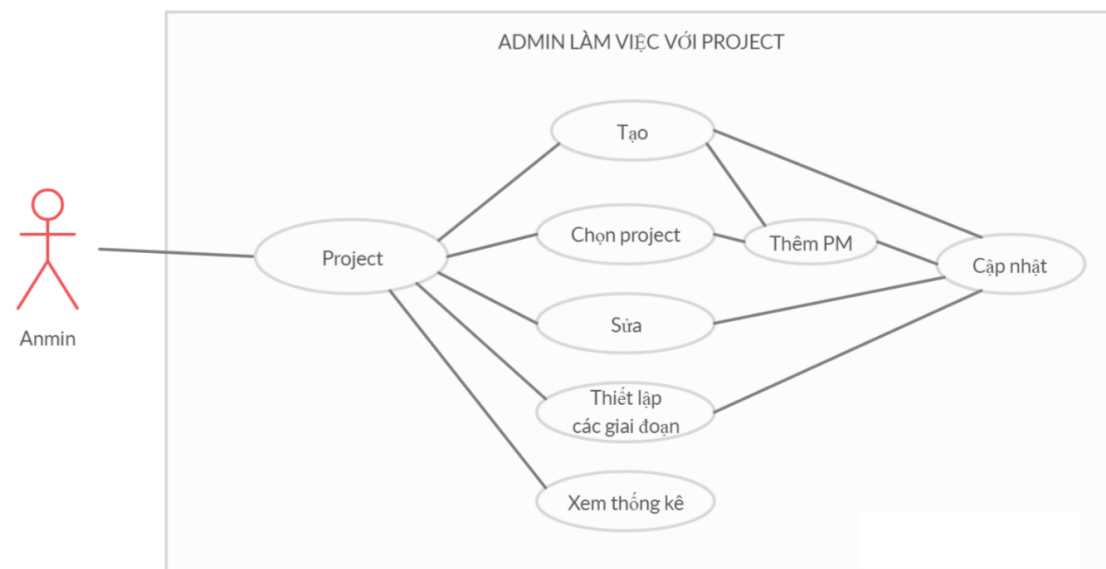 ADMIN LÀM VIỆC VỚI PROJECT
Tạo
Chọn project
Thêm PM
Project
Cập nhật
Sửa
Anmin
Thiết lập
các giai đoạn
Xem thống kê